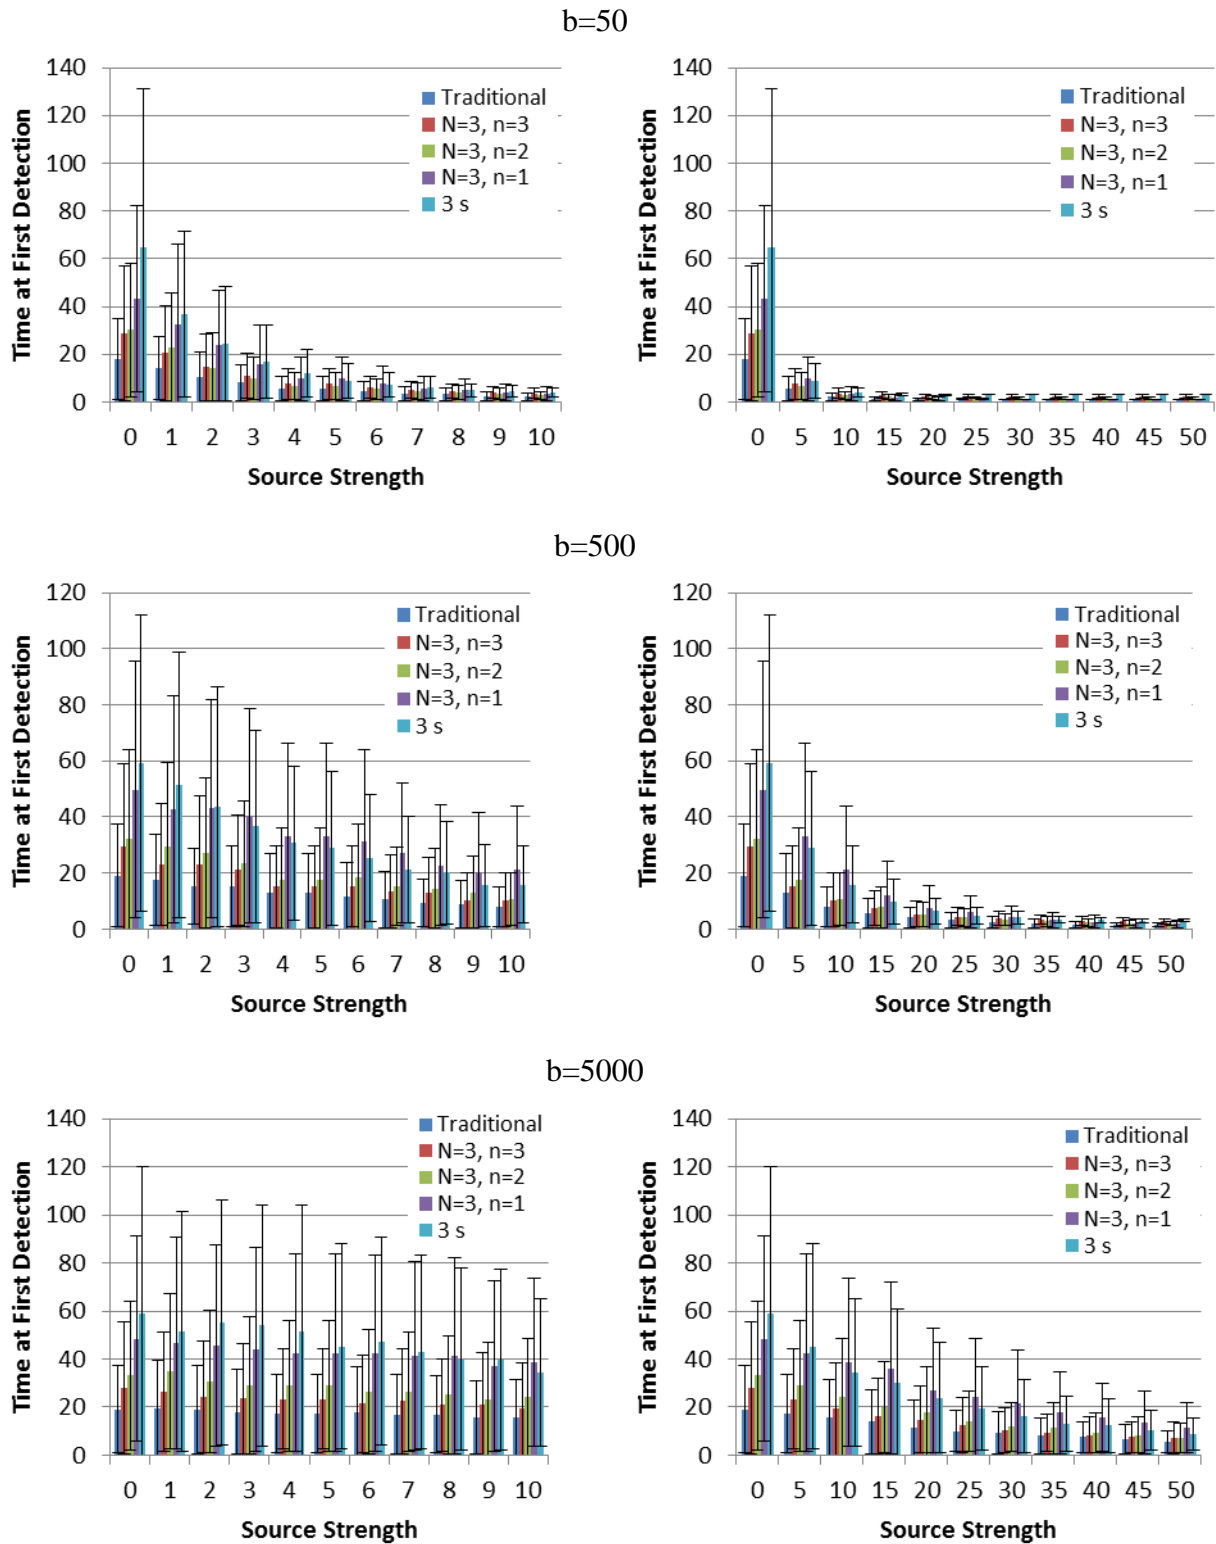 b=50
140
120
100
80
60
40
20
0
Time at First Detection
Traditional
N=3, n=3
N=3, n=2
N=3, n=1
3 s
0 1 2 3 4 5 6 7 8 9 10
Source Strength
140
120
100
80
60
40
20
0
Time at First Detection
Traditional
N=3, n=3
N=3, n=2
N=3, n=1
3 s
0 5 10 15 20 25 30 35 40 45 50
Source Strength
b=500
120
100
80
60
40
20
0
Time at First Detection
Traditional
N=3, n=3
N=3, n=2
N=3, n=1
3 s
0 1 2 3 4 5 6 7 8 9 10
Source Strength
120
100
80
60
40
20
0
Time at First Detection
Traditional
N=3, n=3
N=3, n=2
N=3, n=1
3 s
0 5 10 15 20 25 30 35 40 45 50
Source Strength
b=5000
140
120
100
80
60
40
20
0
Time at First Detection
Traditional
N=3, n=3
N=3, n=2
N=3, n=1
3 s
0 1 2 3 4 5 6 7 8 9 10
Source Strength
140
120
100
80
60
40
20
0
Time at First Detection
Traditional
N=3, n=3
N=3, n=2
N=3, n=1
3 s
0 5 10 15 20 25 30 35 40 45 50
Source Strength